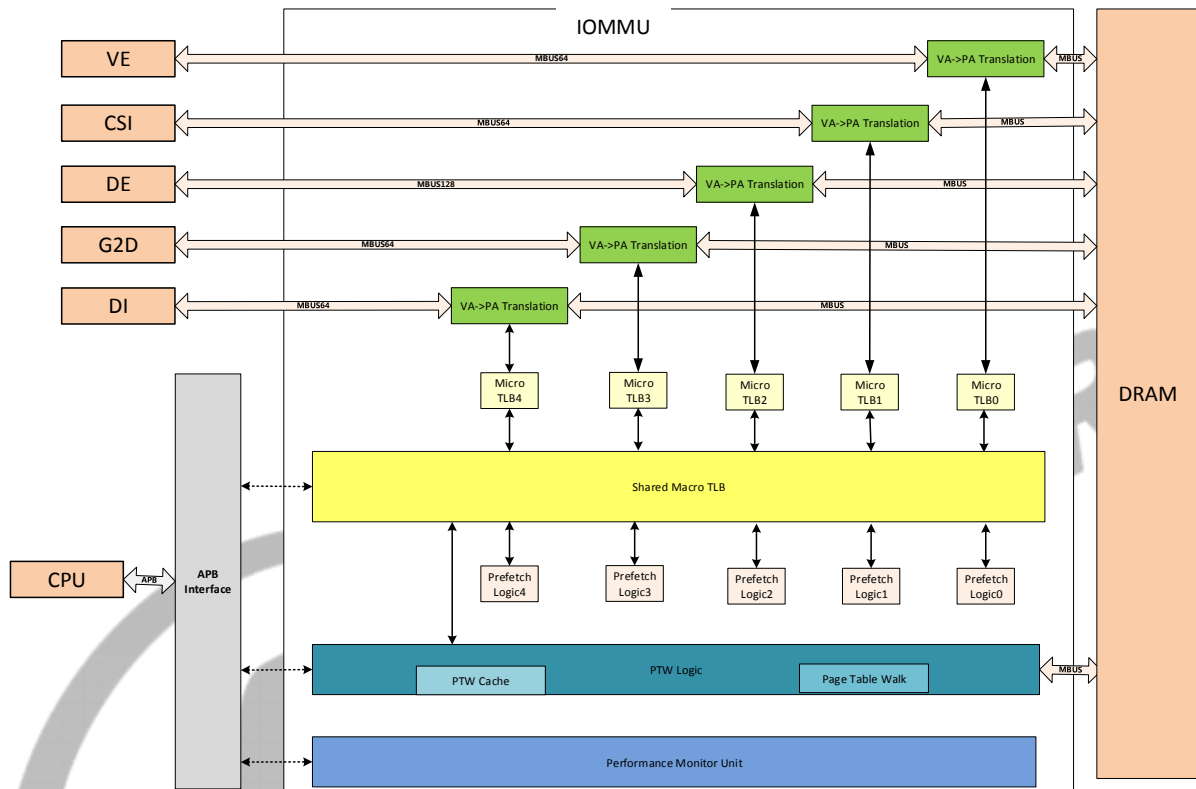 IOMMU
VE
MBUS64
VA->PA Translation
MBUS
CSI
MBUS64
VA->PA Translation
MBUS
DE
MBUS128
VA->PA Translation
MBUS
G2D
MBUS64
VA->PA Translation
MBUS
DI
MBUS64
VA->PA Translation
MBUS
Micro
TLB4
Micro
TLB3
Micro
TLB2
Micro
TLB1
Micro
TLB0
DRAM
Shared Macro TLB
CPU
APB
APB
Interface
Prefetch
Logic4
Prefetch
Logic3
Prefetch
Logic2
Prefetch
Logic1
Prefetch
Logic0
PTW Logic
PTW Cache
Page Table Walk
MBUS
Performance Monitor Unit